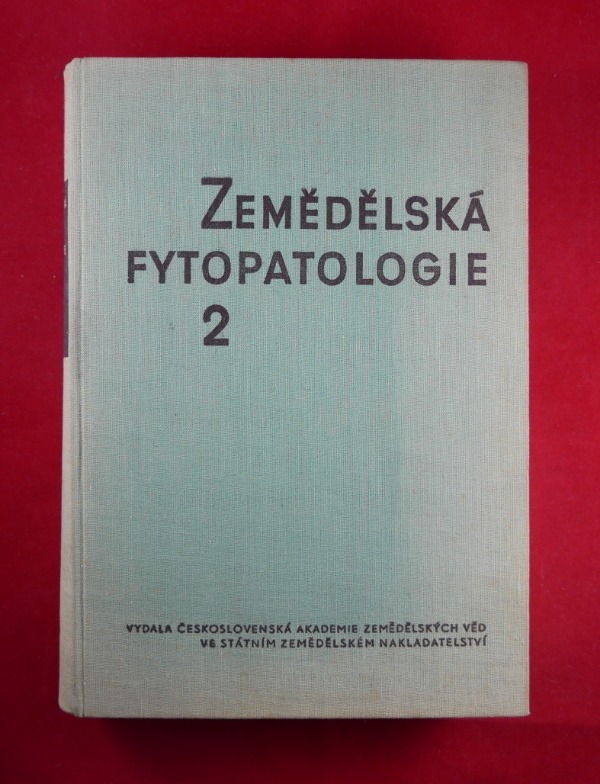 ZEMĚDĚLSKÁ
FYTOPATOLOGIE
2
VYDALA ČESKOSLOVENSKÁ AKADEMIE ZEMĚDĚLSKÝCH VĚD
VE STÁTNÍM ZEMĚDĚLSKÉM NAKLADATELSTVÍ